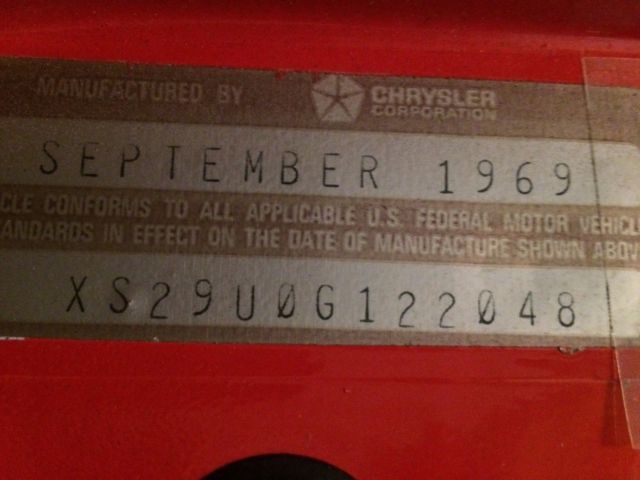 MANUFACTURED BY CHRYSLER CORPORATION
SEPTEMBER 1969
CLE CONFORMS TO ALL APPLICABLE U.S. FEDERAL MOTOR VEHICL
ANDARDS IN EFFECT ON THE DATE OF MANUFACTURE SHOWN ABOV
XS29U0G122048